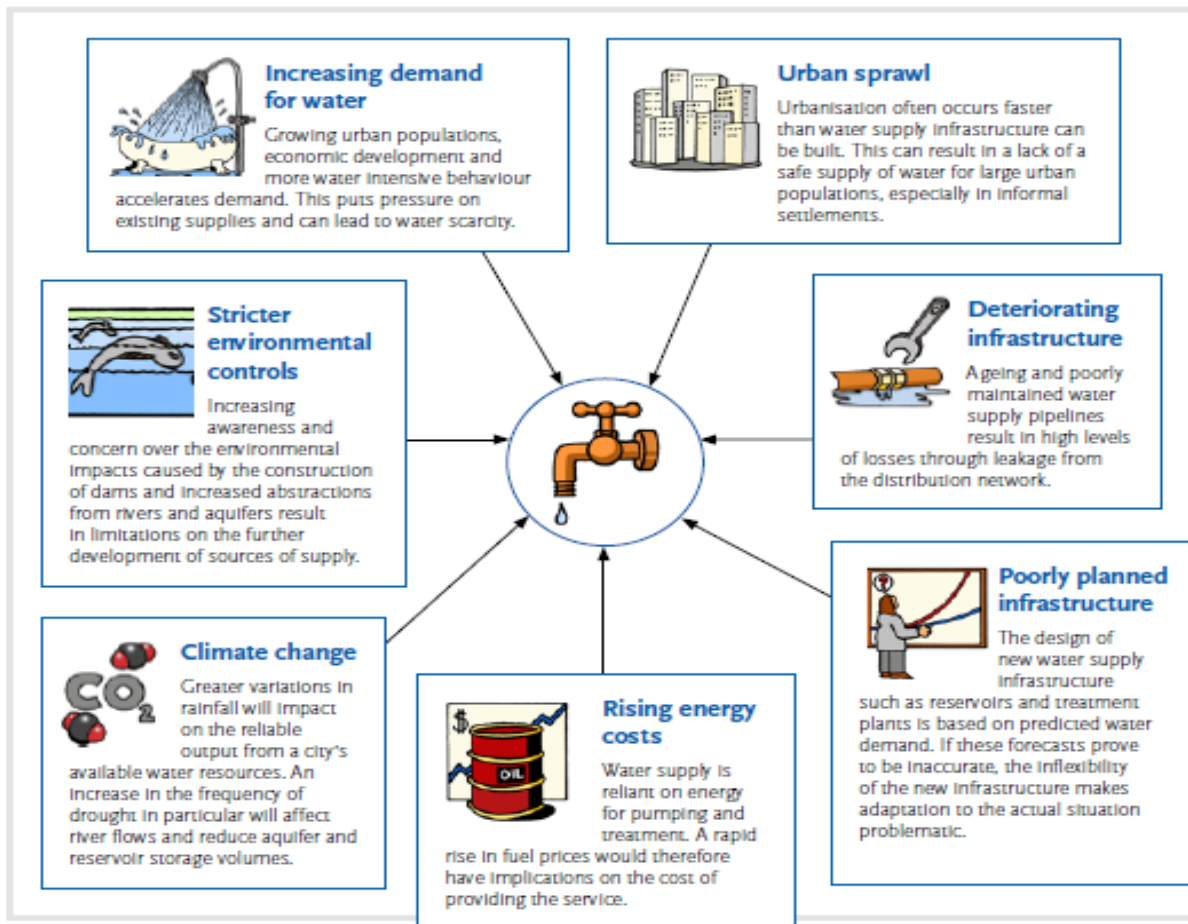 Increasing demand
for water
Growing urban populations,
economic development and
more water intensive behaviour
accelerates demand. This puts pressure on
existing supplies and can lead to water scarcity.
Urban sprawl
Urbanisation often occurs faster
than water supply infrastructure can
be built. This can result in a lack of a
safe supply of water for large urban
populations, especially in informal
settlements.
Stricter
environmental
controls
Increasing
awareness and
concern over the environmental
impacts caused by the construction
of dams and increased abstractions
from rivers and aquifers result
in limitations on the further
development of sources of supply.
Deteriorating
infrastructure
Ageing and poorly
maintained water
supply pipelines
result in high levels
of losses through leakage from
the distribution network.
CO2
Climate change
Greater variations in
rainfall will impact
on the reliable
output from a city's
available water resources. An
increase in the frequency of
drought in particular will affect
river flows and reduce aquifer and
reservoir storage volumes.
$
OIL
Rising energy
costs
Water supply is
reliant on energy
for pumping and
treatment. A rapid
rise in fuel prices would therefore
have implications on the cost of
providing the service.
Poorly planned
infrastructure
The design of
new water supply
infrastructure
such as reservoirs and treatment
plants is based on predicted water
demand. If these forecasts prove
to be inaccurate, the inflexibility
of the new infrastructure makes
adaptation to the actual situation
problematic.